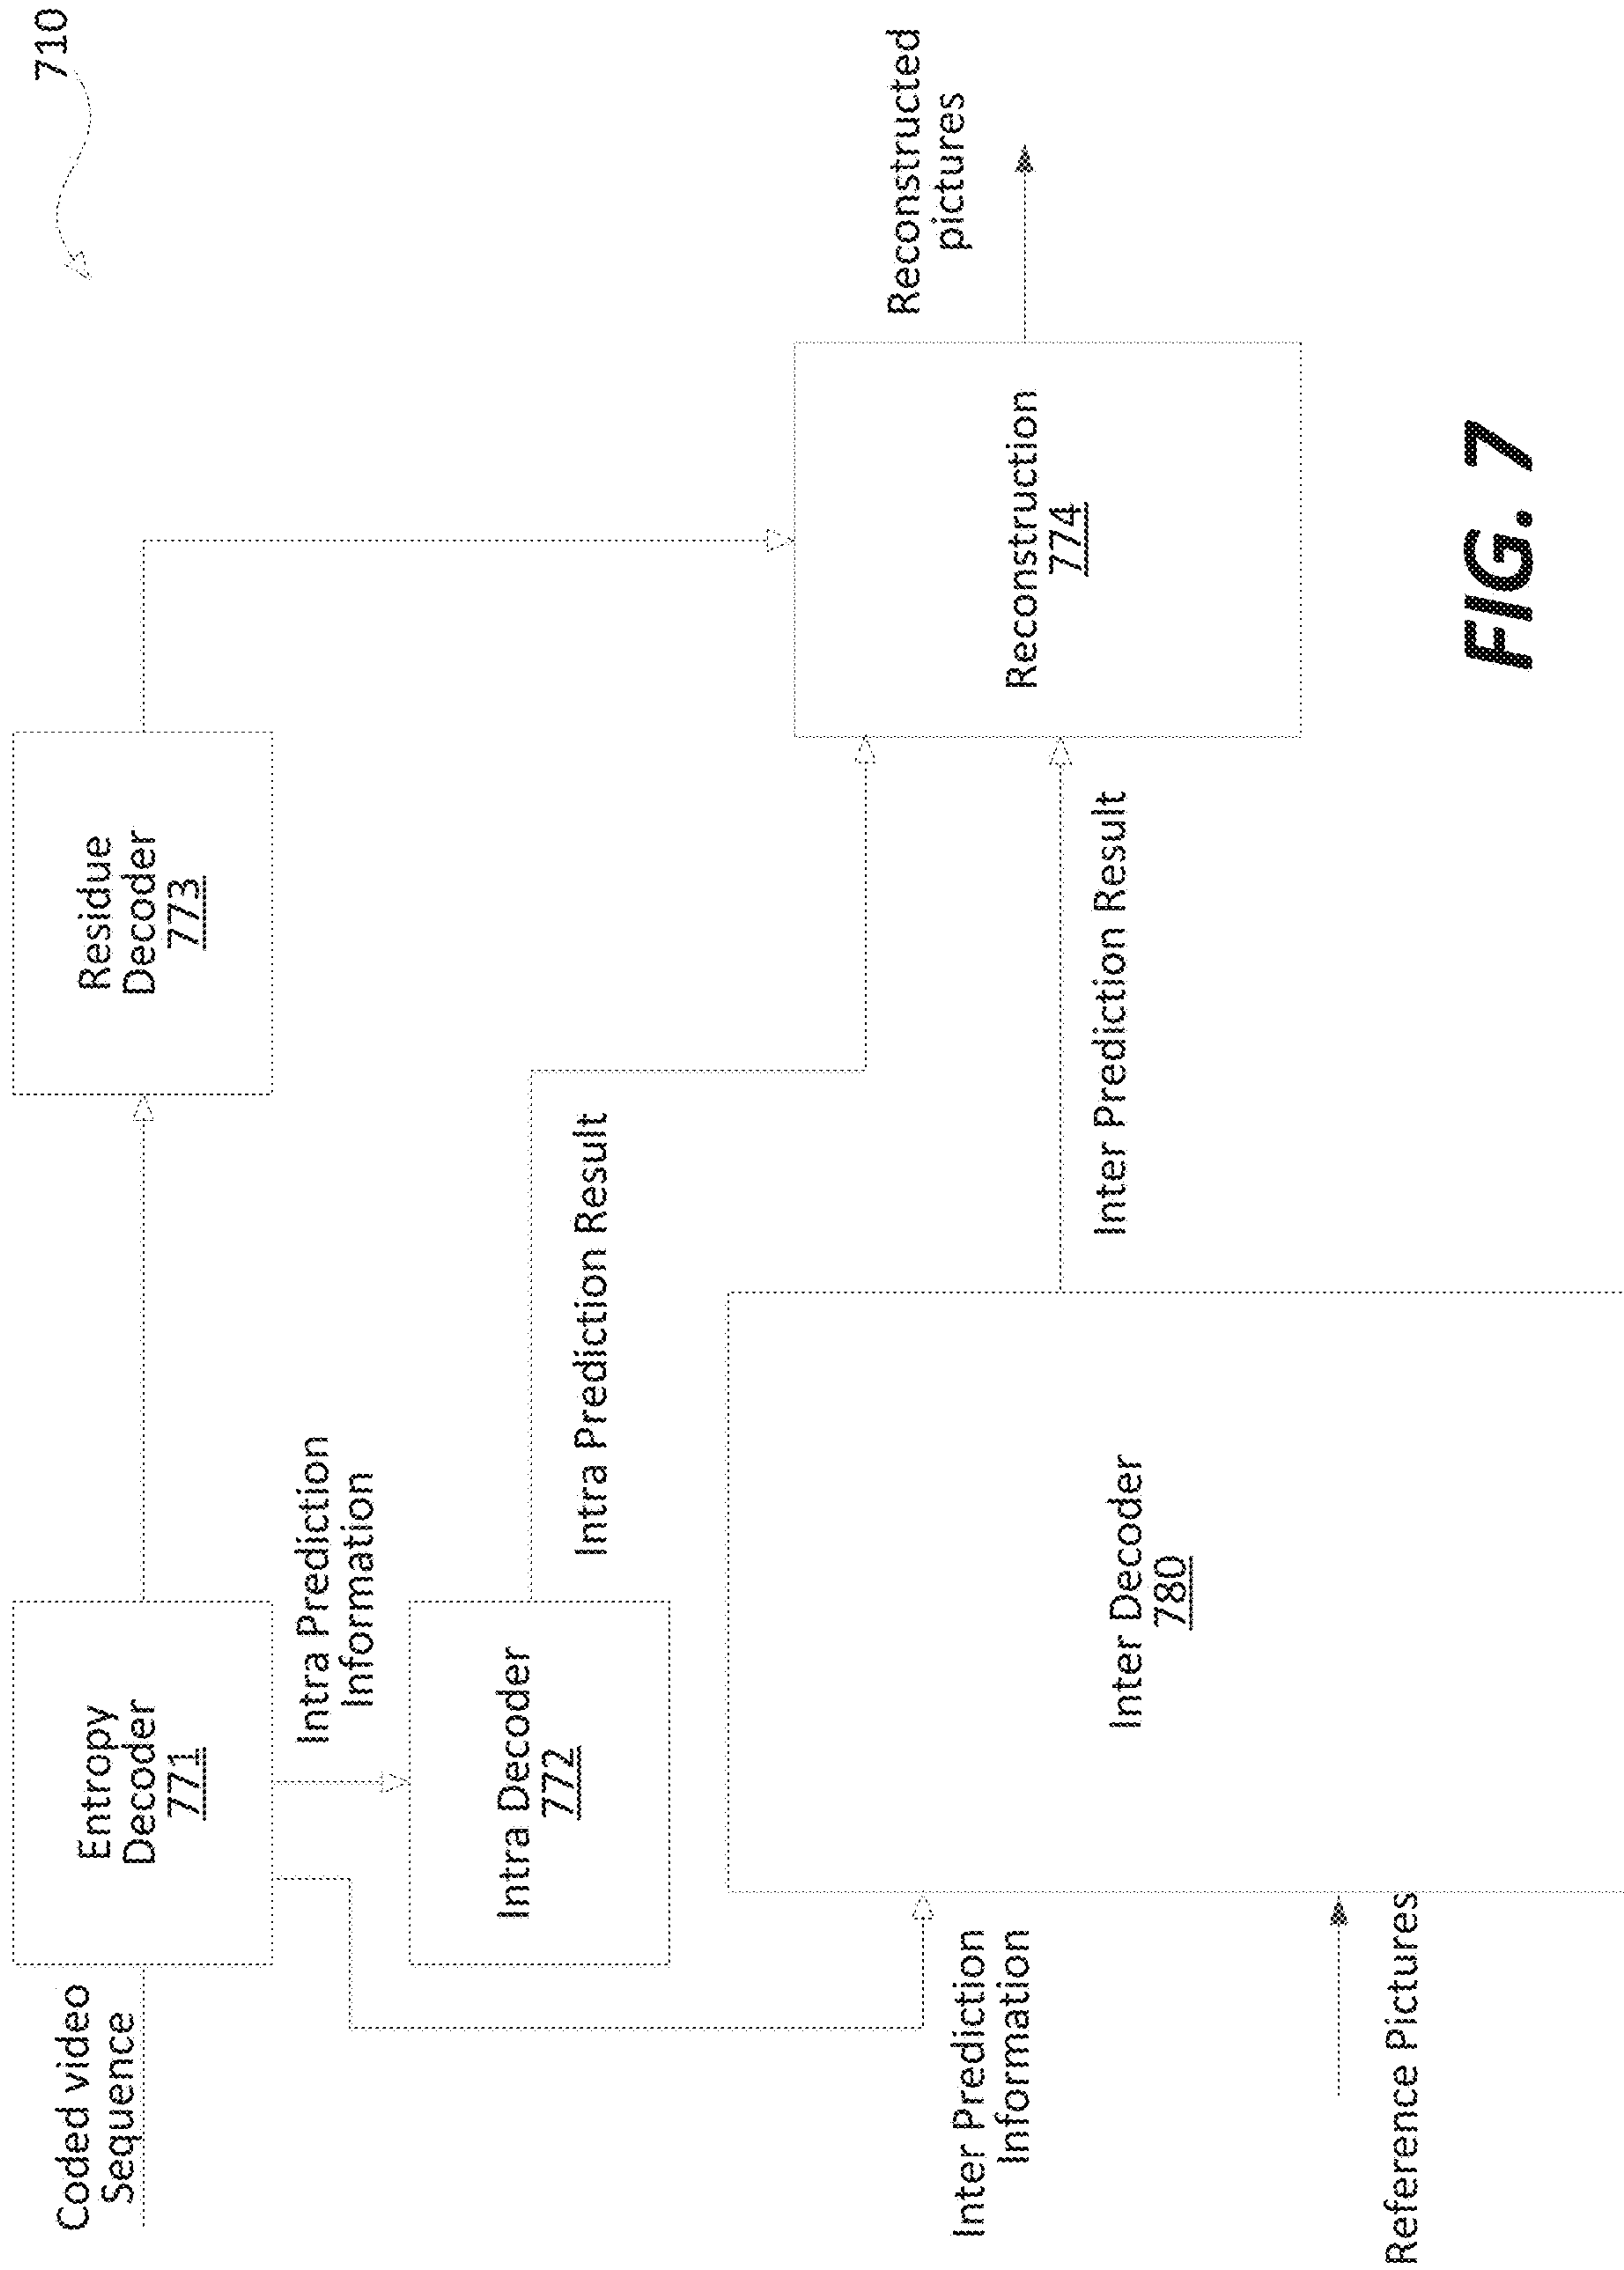 710
Coded video
Sequence
Entropy
Decoder
771
Residue
Decoder
773
Intra Prediction
Information
Intra Decoder
772
Intra Prediction Result
Reconstructed
pictures
Reconstruction
774
Inter Prediction
Information
Inter Decoder
780
Inter Prediction Result
Reference Pictures
FIG. 7